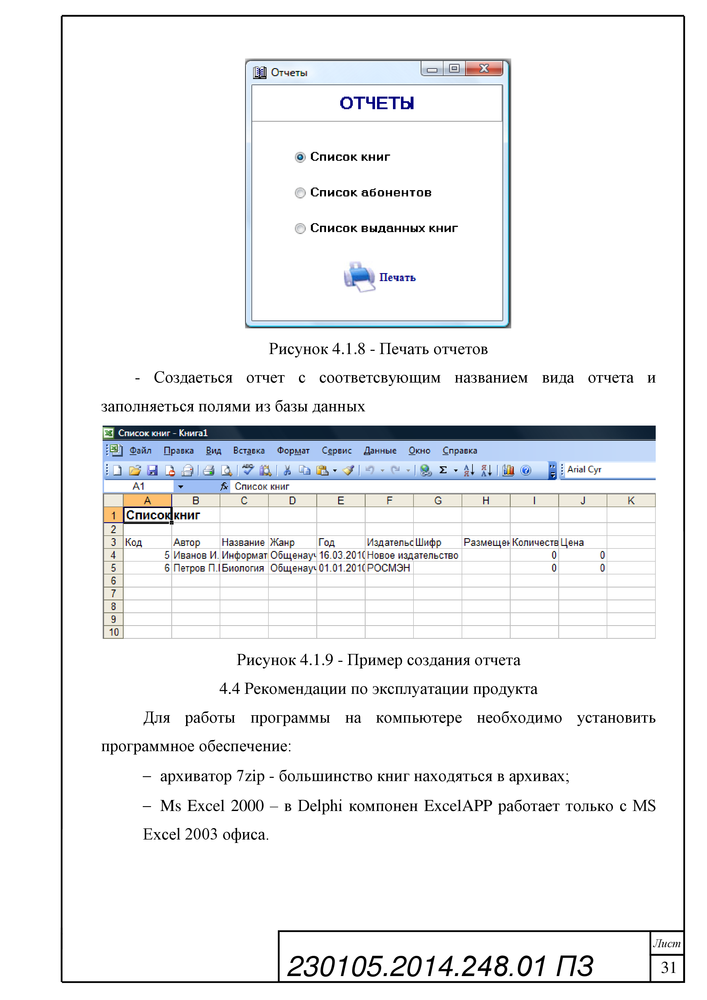 Отчеты
ОТЧЕТЫ
Список книг
Список абонентов
Список выданных книг
Печать
Рисунок 4.1.8 - Печать отчетов
- Создаеться отчет с соответсвующим названием вида отчета и
заполняеться полями из базы данных
Список книг - Книга1
Файл Правка Вид Вставка Формат Сервис Данные Окно Справка
Arial Cyr
A1 fx Список книг
A B C D E F G H I J K
1 Список книг
2
3 Код Автор Название Жанр Год Издательс Шифр Размещен Количеств Цена
4 5 Иванов И. Информат Общенауч 16.03.2010 Новое издательство 0 0
5 6 Петров П. Биология Общенауч 01.01.2010 РОСМЭН 0 0
6
7
8
9
10
Рисунок 4.1.9 - Пример создания отчета
4.4 Рекомендации по эксплуатации продукта
Для работы программы на компьютере необходимо установить
программное обеспечение:
– архиватор 7zip - большинство книг находяться в архивах;
– Ms Excel 2000 – в Delphi компонен ExcelAPP работает только с MS
Excel 2003 офиса.
230105.2014.248.01 ПЗ
Лист
31